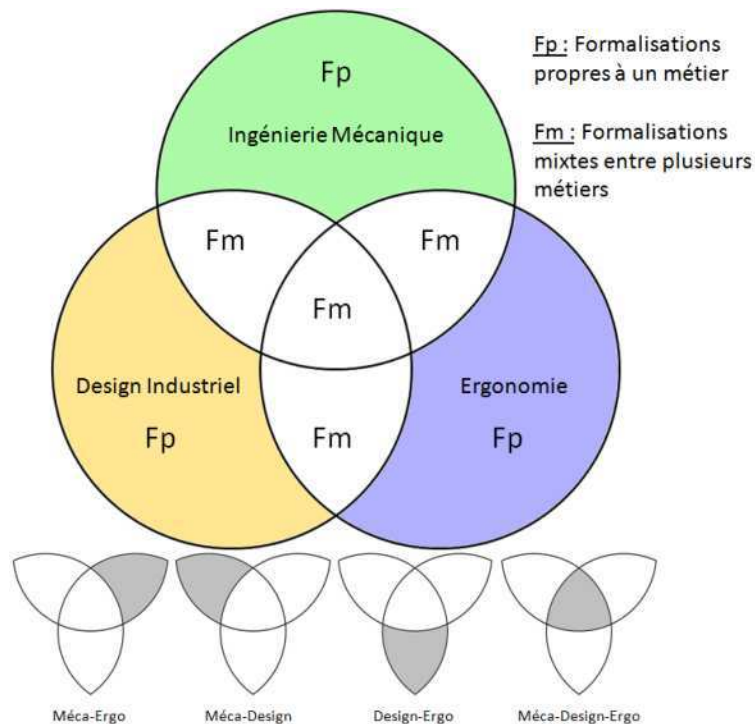 Fp
Ingénierie Mécanique
Fp : Formalisations
propres à un métier
Fm : Formalisations
mixtes entre plusieurs
métiers
Fm
Fm
Fm
Design Industriel
Fp
Ergonomie
Fp
Fm
Méca-Ergo
Méca-Design
Design-Ergo
Méca-Design-Ergo